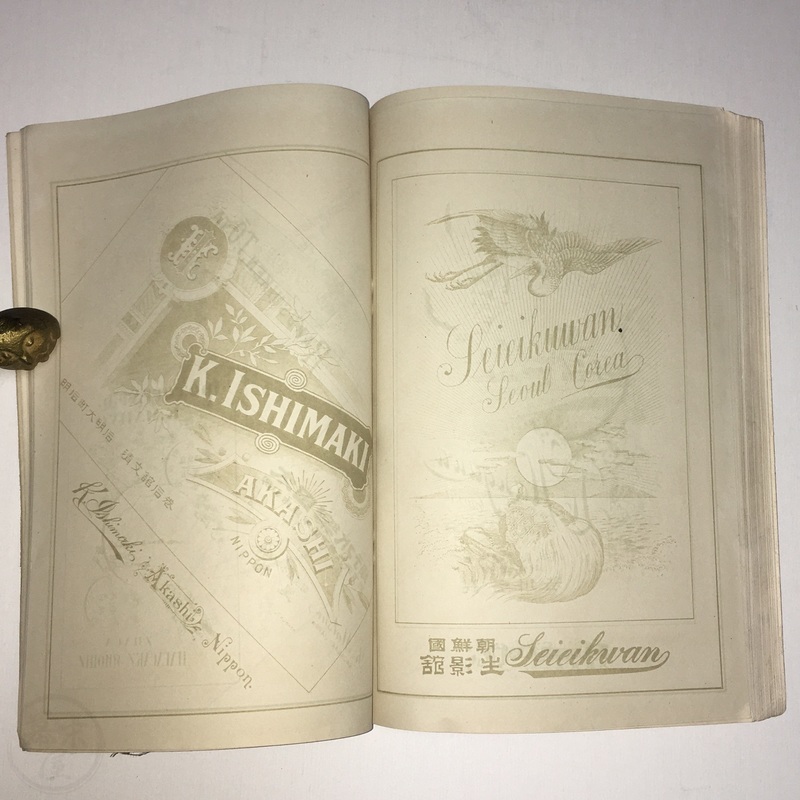 K. ISHIMAKI
AKASHI
NIPPON
K. Ishimaki
Akashi
Nippon.
Seieikuwan
Seoul Corea
國鮮朝
舘影生
Seieikwan